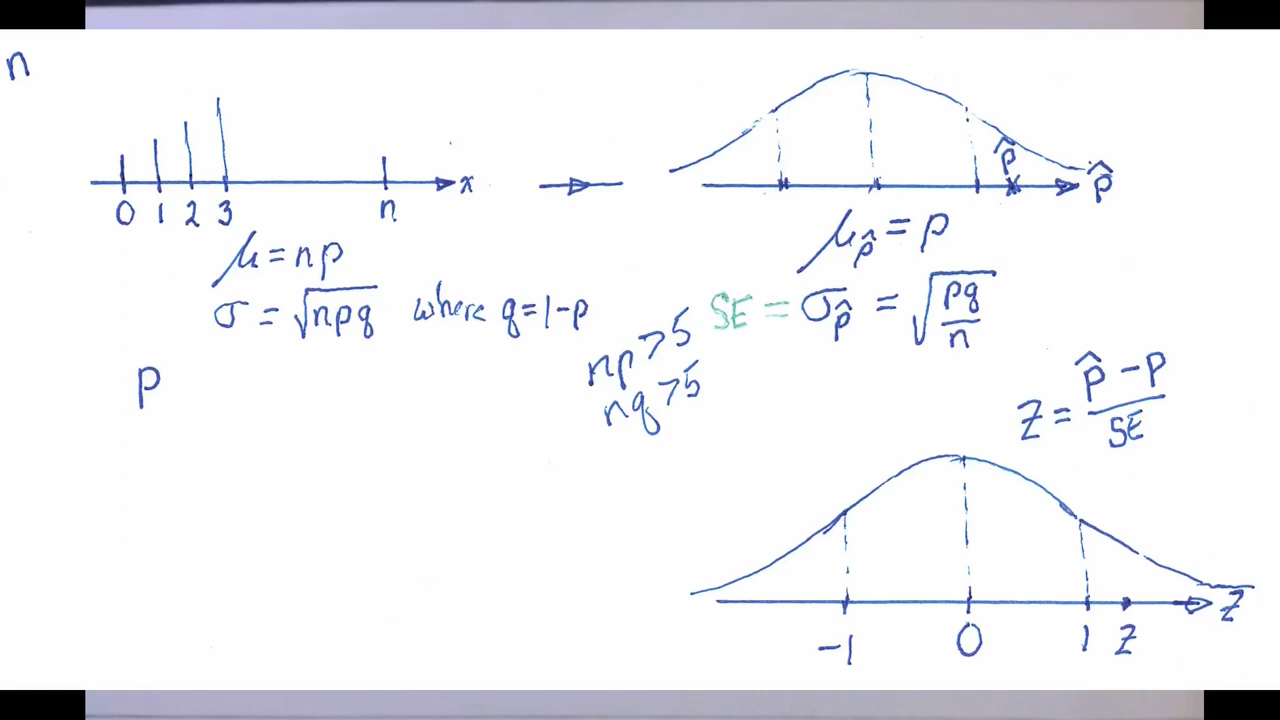 n
x
0 1 2 3 n
μ = np
σ = √npq where q = 1-p
p
p̂
p̂
μp̂ = p
SE = σp̂ = √pq/n
np > 5
nq > 5
Z = p̂ - p / SE
Z
-1 0 1 Z